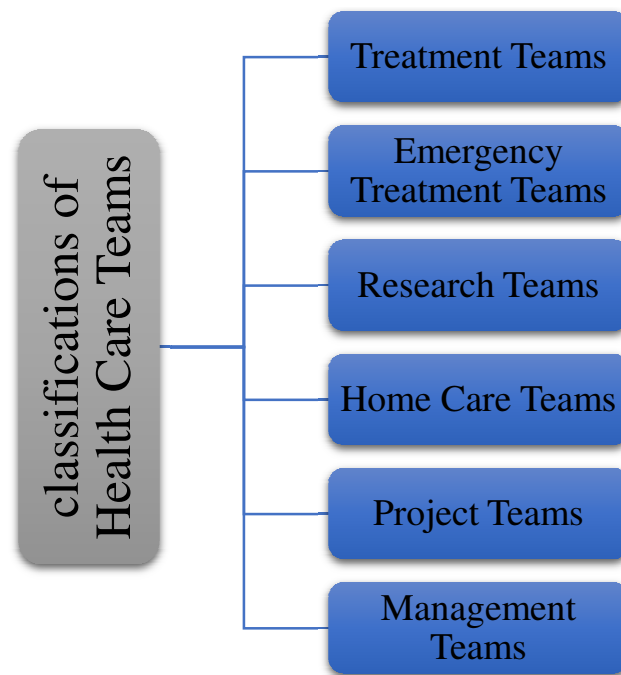 classifications of
Health Care Teams
Treatment Teams
Emergency
Treatment Teams
Research Teams
Home Care Teams
Project Teams
Management
Teams